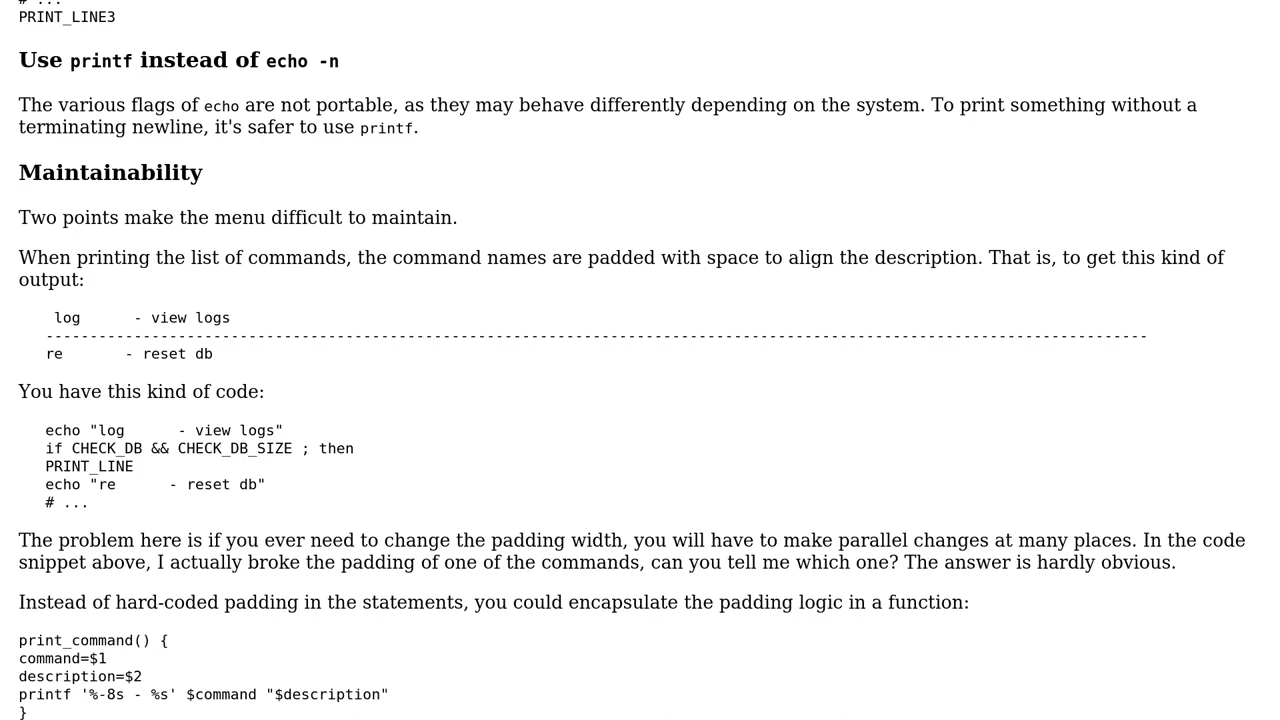 # ...
PRINT_LINE3
Use printf instead of echo -n
The various flags of echo are not portable, as they may behave differently depending on the system. To print something without a
terminating newline, it's safer to use printf.
Maintainability
Two points make the menu difficult to maintain.
When printing the list of commands, the command names are padded with space to align the description. That is, to get this kind of
output:
 log      - view logs
-----------------------------------------------------------------------------------------------------------------------------
re       - reset db
You have this kind of code:
echo "log      - view logs"
if CHECK_DB && CHECK_DB_SIZE ; then
PRINT_LINE
echo "re      - reset db"
# ...
The problem here is if you ever need to change the padding width, you will have to make parallel changes at many places. In the code
snippet above, I actually broke the padding of one of the commands, can you tell me which one? The answer is hardly obvious.
Instead of hard-coded padding in the statements, you could encapsulate the padding logic in a function:
print_command() {
command=$1
description=$2
printf '%-8s - %s' $command "$description"
}